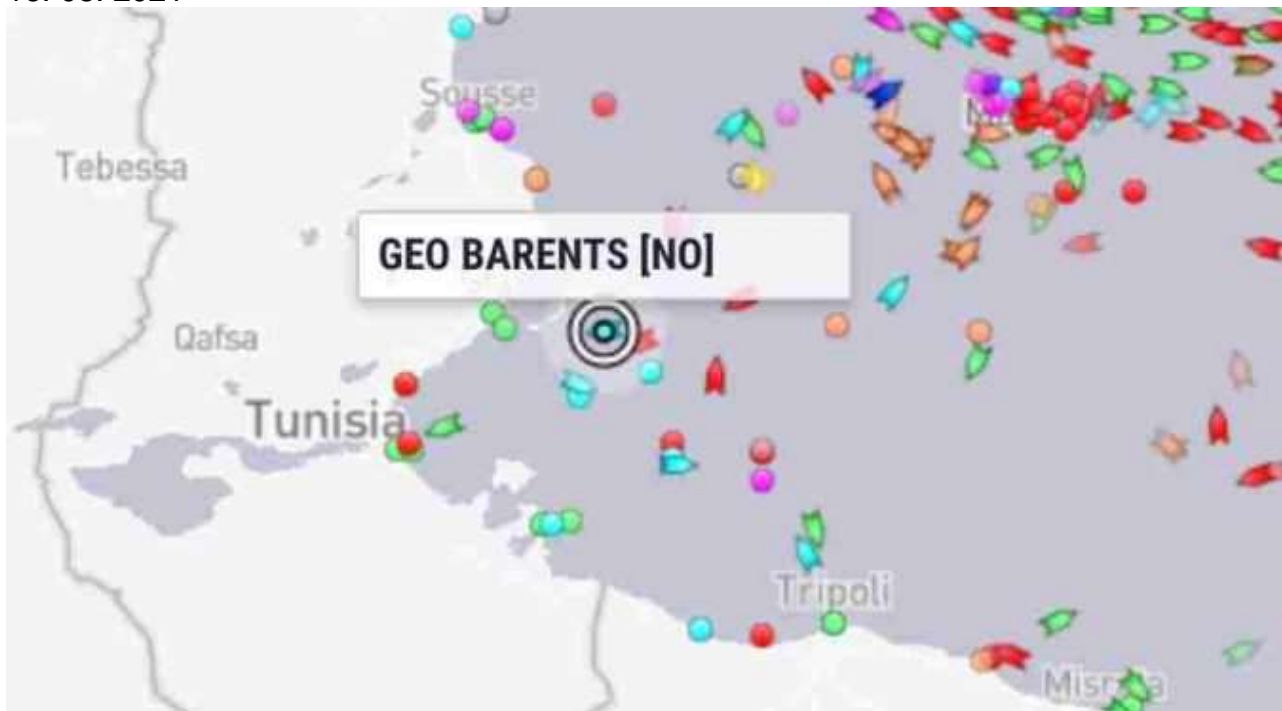 Sousse
Tebessa
GEO BARENTS [NO]
Qafsa
Tunisia
Tripoli